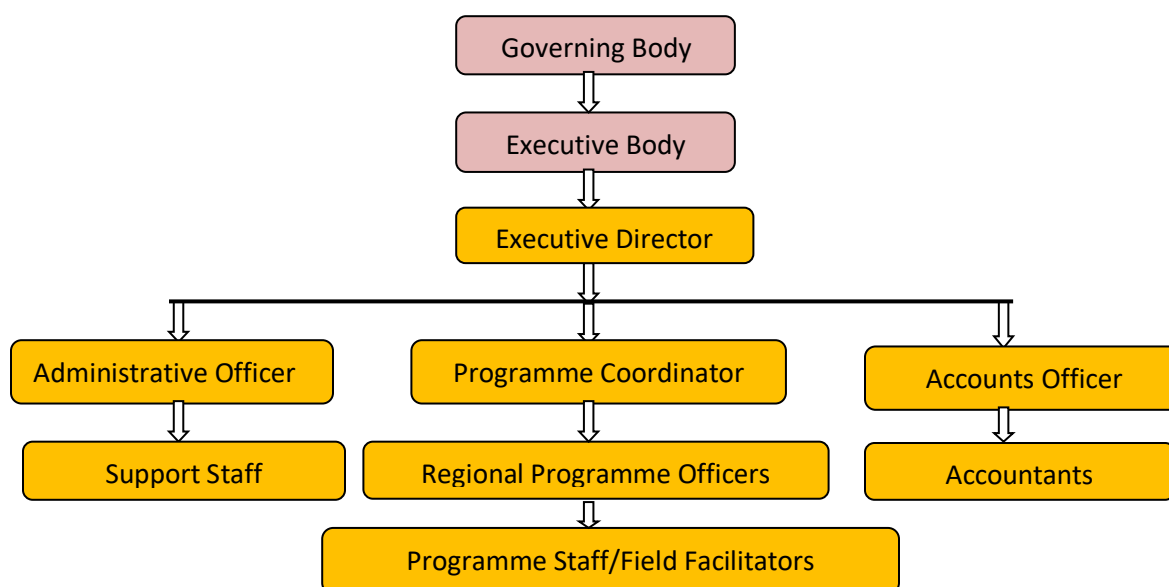 Governing Body
Executive Body
Executive Director
Administrative Officer
Programme Coordinator
Accounts Officer
Support Staff
Regional Programme Officers
Accountants
Programme Staff/Field Facilitators